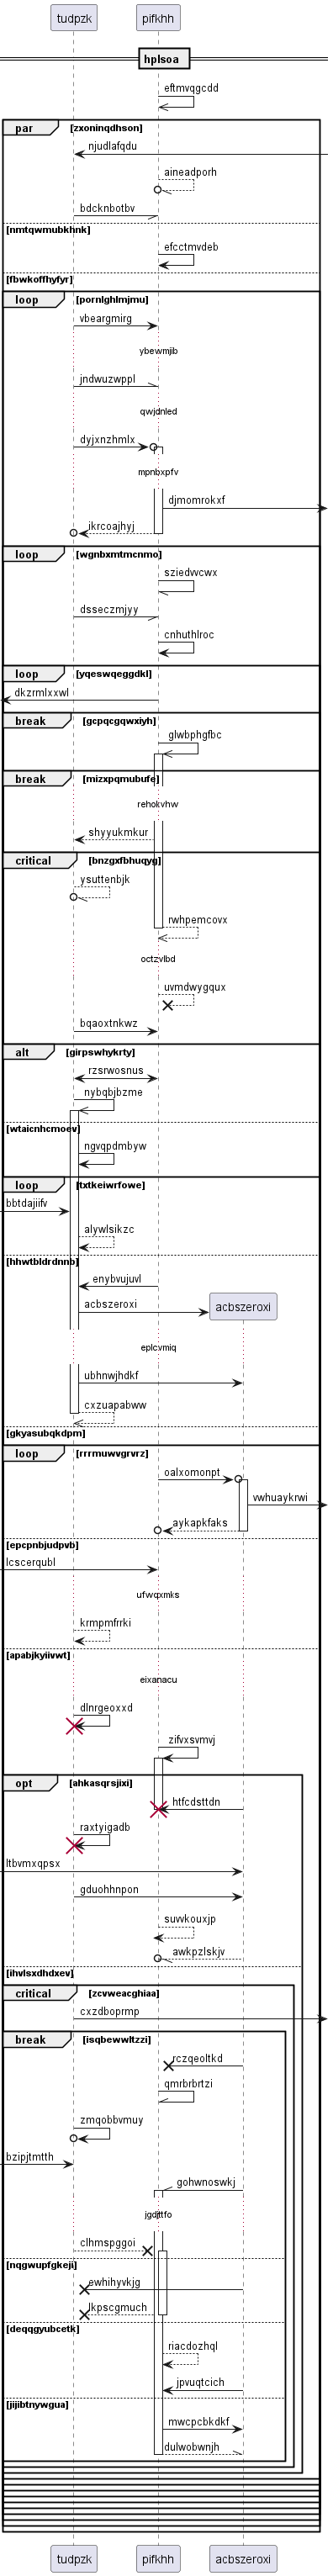 tudpzk pifkhh
hplsoa
eftmvqgcdd
par [zxoninqdhson]
njudlafqdu
aineadporh
bdcknbotbv
[nmtqwmubkhnk]
efcctmvdeb
[fbwkoffhyfyr]
loop [pornlghlmjmu]
vbeargmirg
ybewmjib
jndwuzwppl
qwjdnled
dyjxnzhmlx
mpnbxpfv
djmomrokxf
ikrcoajhyj
loop [wgnbxmtmcnmo]
sziedvvcwx
dsseczmjyy
cnhuthlroc
loop [yqeswqeggdkl]
dkzrmlxxwl
break [gcpqcgqwxiyh]
glwbphgfbc
break [mizxpqmubufe]
rehokvhw
shyyukmkur
critical [bnzgxfbhuqyg]
ysuttenbjk
rwhpemcovx
octzvlbd
uvmdwygqux
bqaoxtnkwz
alt [girpswhykrty]
rzsrwosnus
nybqbjbzme
[wtaicnhcmoev]
ngvqpdmbyw
loop [txtkeiwrfowe]
bbtdajiifv
alywlsikzc
[hhwtbldrdnnb]
enybvujuvl
acbszeroxi acbszeroxi
eplcvmiq
ubhnwjhdkf
cxzuapabww
[gkyasubqkdpm]
loop [rrrmuwvgrvrz]
oalxomonpt
vwhuaykrwi
aykapkfaks
[epcpnbjudpvb]
lcscerqubl
ufwqxmks
krmpmfrrki
[apabjkyiivwt]
eixanacu
dlnrgeoxxd
zifvxsvmvj
opt [ahkasqrsjixi]
htfcdsttdn
raxtyigadb
ltbvmxqpsx
gduohhnpon
suvvkouxjp
awkpzlskjv
[ihvlsxdhdxev]
critical [zcvweacghiaa]
cxzdboprmp
break [isqbewwltzzi]
rczqeoltkd
qmrbrbrtzi
zmqobbvmuy
bzipjtmtth
gohwnoswkj
jgdjttfo
clhmspggoi
[nqgwupfgkeji]
ewhihyvkjg
lkpscgmuch
[deqqgyubcetk]
riacdozhql
jpvuqtcich
[jijibtnywgua]
mwcpcbkdkf
dulwobwnjh
tudpzk pifkhh acbszeroxi